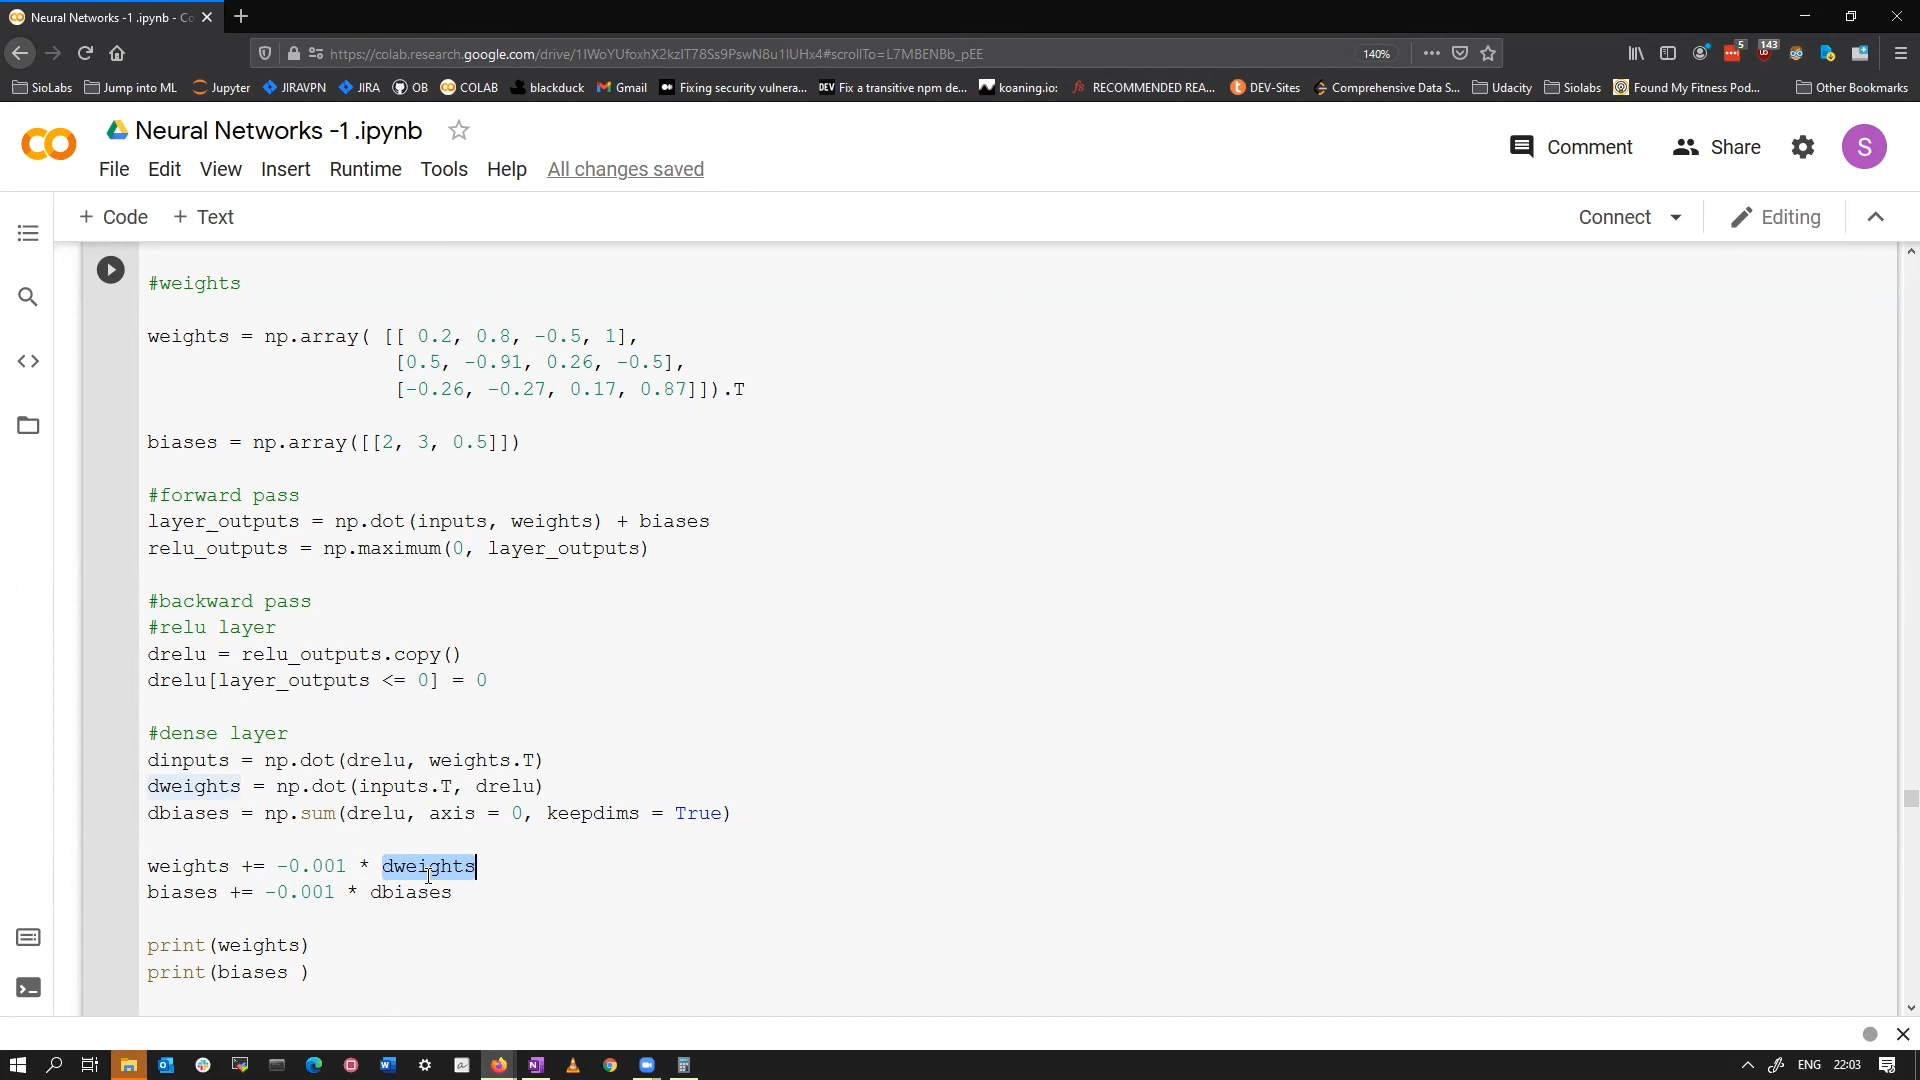 Neural Networks -1 .ipynb - Co
https://colab.research.google.com/drive/1IWoYUfoxhX2kzIT78Ss9PswN8u1lUHx4#scrollTo=L7MBENBb_pEE
140%
5
143
SioLabs
Jump into ML
Jupyter
JIRAVPN
JIRA
OB
COLAB
blackduck
Gmail
Fixing security vulnera...
DEV Fix a transitive npm de...
koaning.io:
fs RECOMMENDED REA...
DEV-Sites
Comprehensive Data S...
Udacity
Siolabs
Found My Fitness Pod...
Other Bookmarks
Neural Networks -1 .ipynb
Comment
Share
S
File Edit View Insert Runtime Tools Help All changes saved
+ Code + Text
Connect
Editing
#weights
weights = np.array( [[ 0.2, 0.8, -0.5, 1],
[0.5, -0.91, 0.26, -0.5],
[-0.26, -0.27, 0.17, 0.87]]).T
biases = np.array([[2, 3, 0.5]])
#forward pass
layer_outputs = np.dot(inputs, weights) + biases
relu_outputs = np.maximum(0, layer_outputs)
#backward pass
#relu layer
drelu = relu_outputs.copy()
drelu[layer_outputs <= 0] = 0
#dense layer
dinputs = np.dot(drelu, weights.T)
dweights = np.dot(inputs.T, drelu)
dbiases = np.sum(drelu, axis = 0, keepdims = True)
weights += -0.001 * dweights
biases += -0.001 * dbiases
print(weights)
print(biases )
ENG
22:03